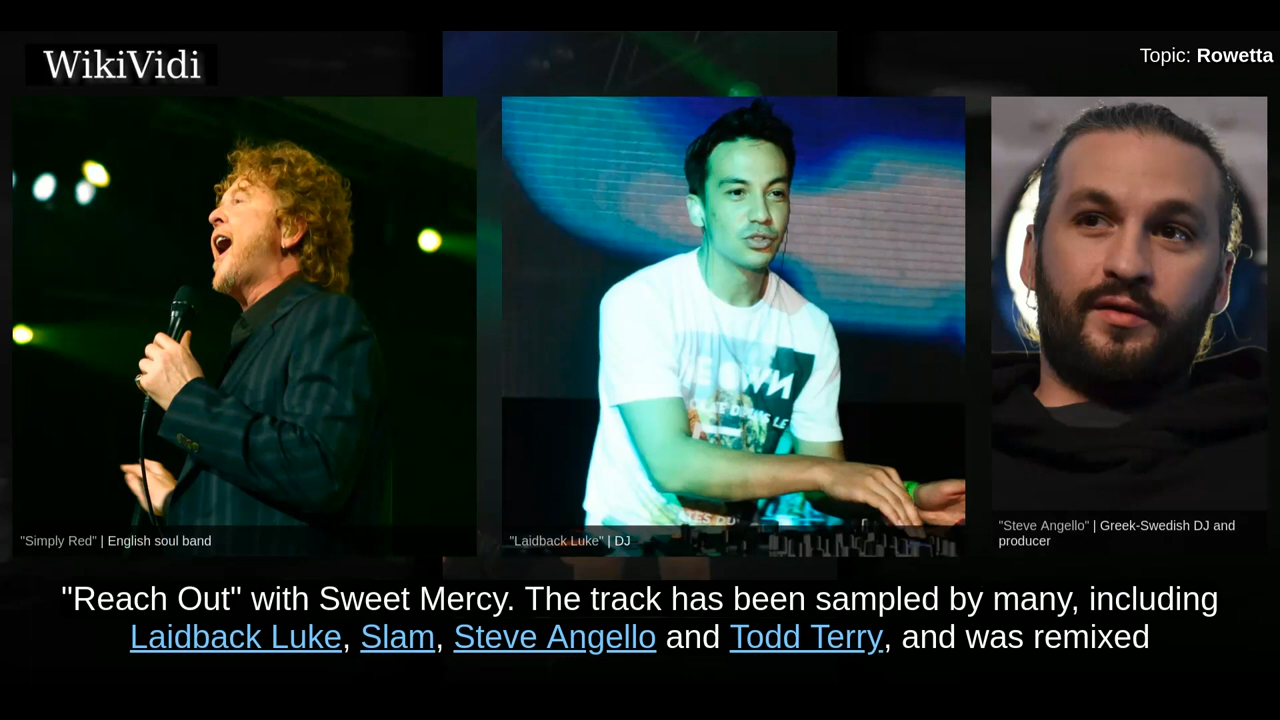 WikiVidi
Topic: Rowetta
"Simply Red" | English soul band
"Laidback Luke" | DJ
"Steve Angello" | Greek-Swedish DJ and
producer
"Reach Out" with Sweet Mercy. The track has been sampled by many, including
Laidback Luke, Slam, Steve Angello and Todd Terry, and was remixed